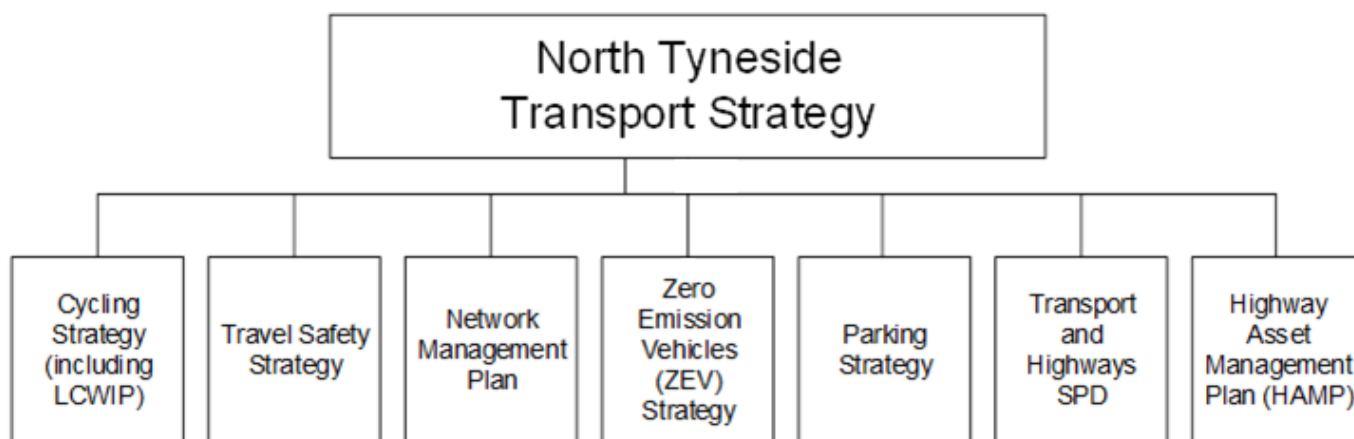 North Tyneside
Transport Strategy
Cycling
Strategy
(including
LCWIP)
Travel Safety
Strategy
Network
Management
Plan
Zero
Emission
Vehicles
(ZEV)
Strategy
Parking
Strategy
Transport
and
Highways
SPD
Highway
Asset
Management
Plan (HAMP)